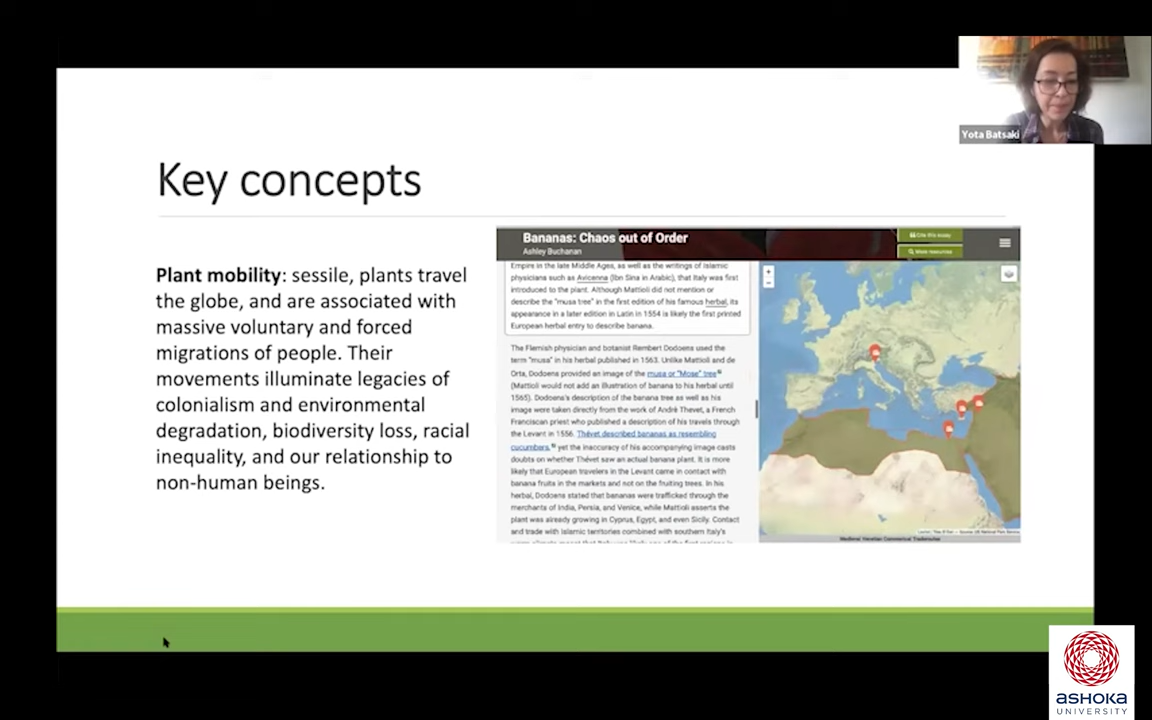 Yota Batsaki
Key concepts
Plant mobility: sessile, plants travel
the globe, and are associated with
massive voluntary and forced
migrations of people. Their
movements illuminate legacies of
colonialism and environmental
degradation, biodiversity loss, racial
inequality, and our relationship to
non-human beings.
Bananas: Chaos out of Order
Ashley Buchanan
Cite this essay
More resources
Empire in the late Middle Ages, as well as the writings of Islamic
physicians such as Avicenna (Ibn Sina in Arabic), that Italy was first
introduced to the plant. Although Mattioli did not mention or
describe the "musa tree" in the first edition of his famous herbal, its
appearance in a later edition in Latin in 1554 is likely the first printed
European herbal entry to describe banana.
The Flemish physician and botanist Rembert Dodoens used the
term "musa" in his herbal published in 1563. Unlike Mattioli and de
Orta, Dodoens provided an image of the musa or "Mose" tree
(Mattioli would not add an illustration of banana to his herbal until
1565). Dodoens's description of the banana tree as well as his
image were taken directly from the work of André Thevet, a French
Franciscan priest who published a description of his travels through
the Levant in 1556. Thévet described bananas as resembling
cucumbers, yet the inaccuracy of his accompanying image casts
doubts on whether Thévet saw an actual banana plant. It is more
likely that European travelers in the Levant came in contact with
banana fruits in the markets and not on the fruiting trees. In his
herbal, Dodoens stated that bananas were trafficked through the
merchants of India, Persia, and Venice, while Mattioli asserts the
plant was already growing in Cyprus, Egypt, and even Sicily. Contact
and trade with Islamic territories combined with southern Italy's
+
-
Medieval Venetian Commercial
ASHOKA
UNIVERSITY